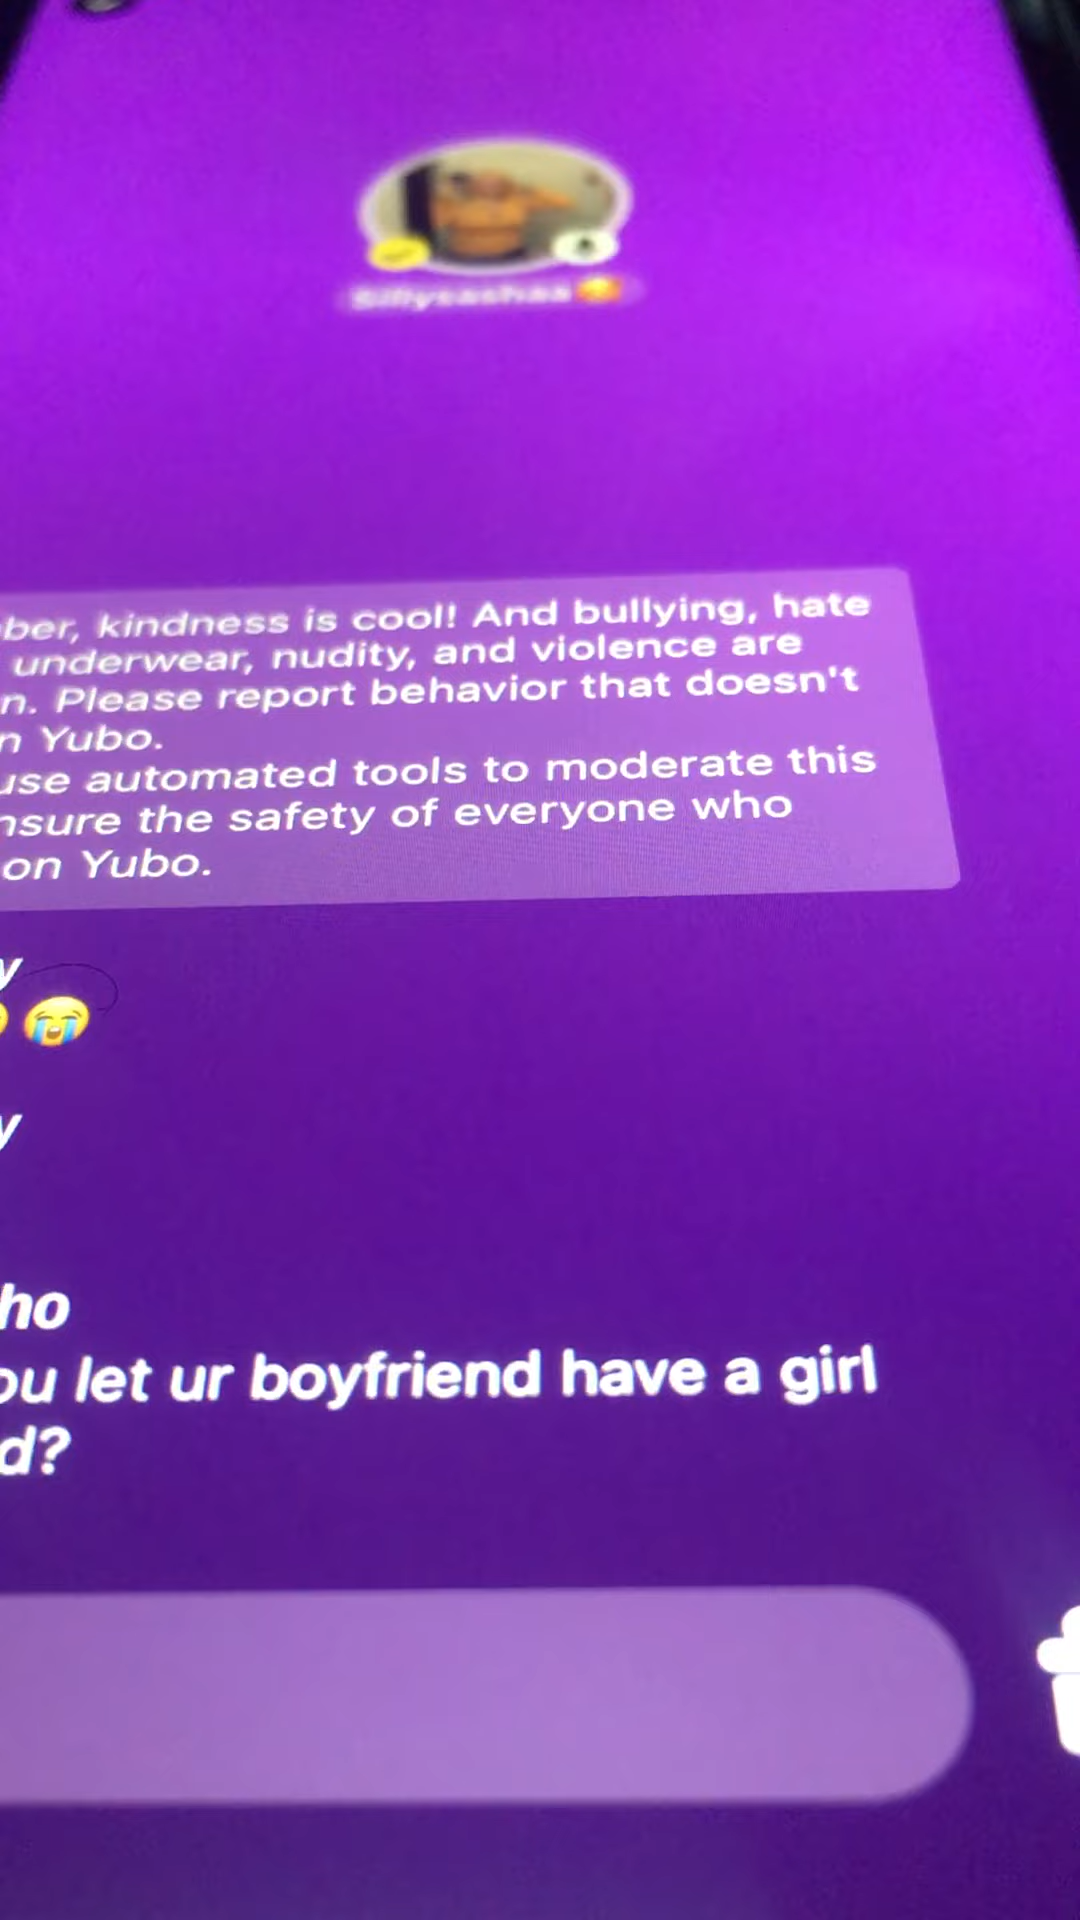 Sillysashaa 🥰
ber, kindness is cool! And bullying, hate
underwear, nudity, and violence are
n. Please report behavior that doesn't
n Yubo.
use automated tools to moderate this
nsure the safety of everyone who
on Yubo.
y
😭
y
ho
ou let ur boyfriend have a girl
d?